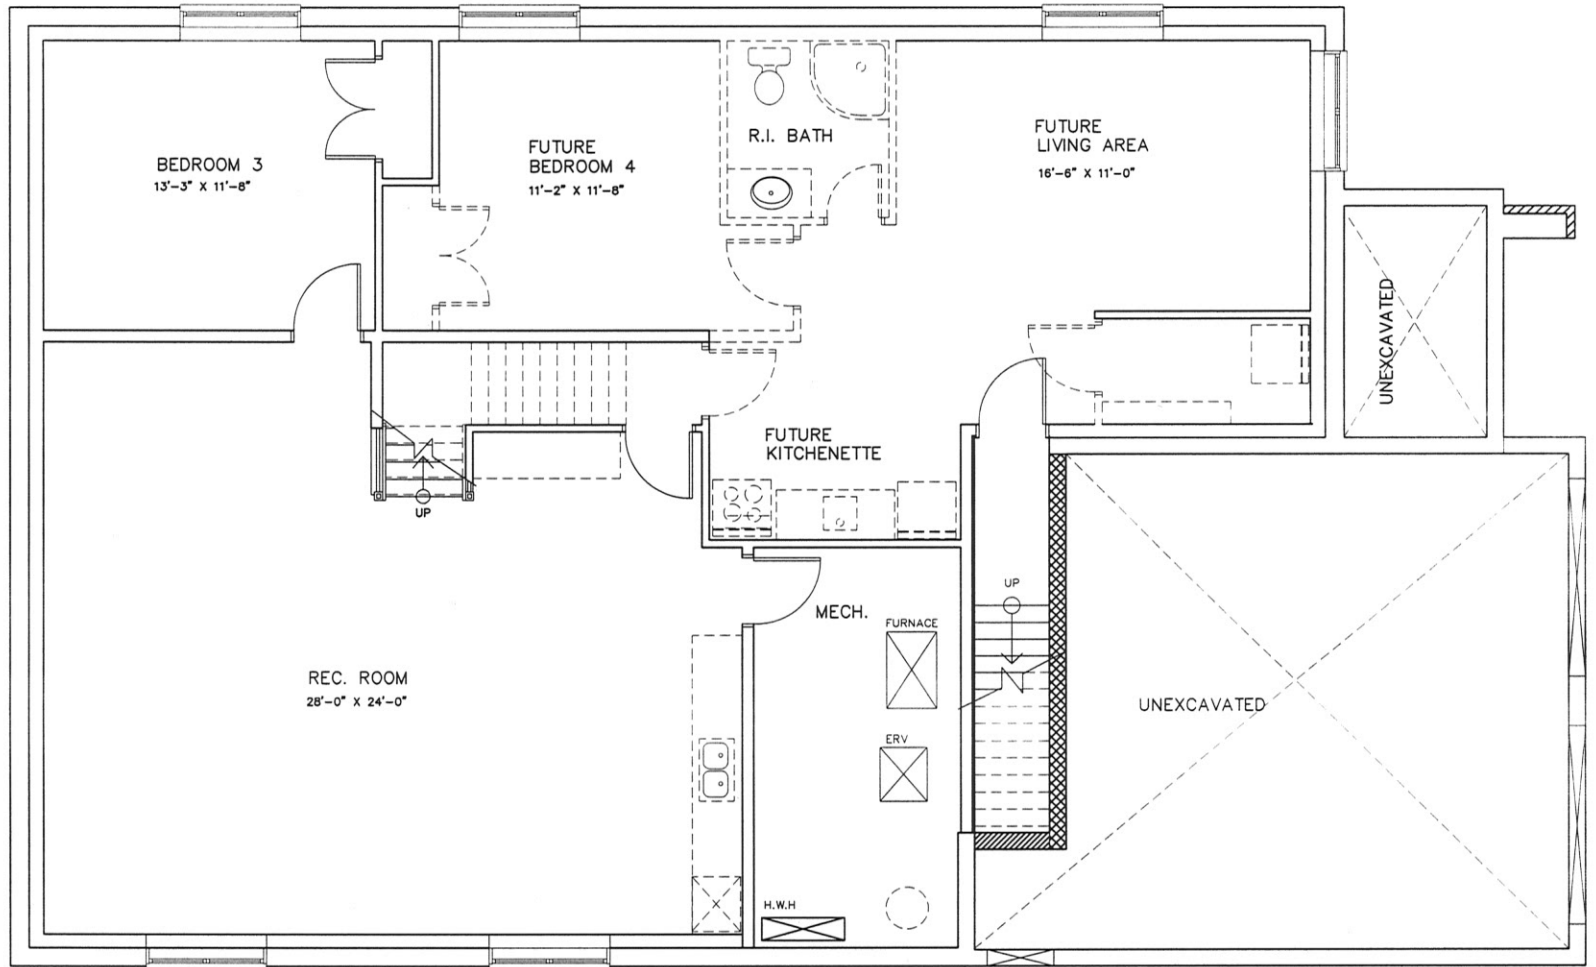 BEDROOM 3
13'-3" X 11'-8"
FUTURE
BEDROOM 4
11'-2" X 11'-8"
R.I. BATH
FUTURE
LIVING AREA
16'-6" X 11'-0"
UNEXCAVATED
FUTURE
KITCHENETTE
UP
UP
MECH.
FURNACE
REC. ROOM
28'-0" X 24'-0"
UNEXCAVATED
ERV
H.W.H